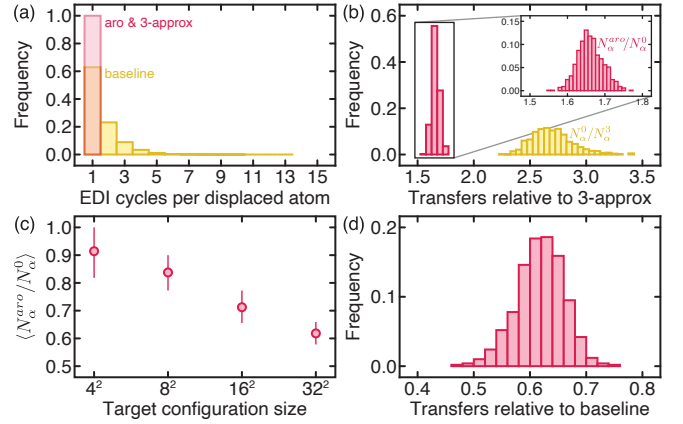 (a)
aro & 3-approx
baseline
Frequency
1.0
0.8
0.6
0.4
0.2
0.0
1 3 5 7 9 11 13 15
EDI cycles per displaced atom
(b)
Frequency
0.6
0.4
0.2
0.0
1.5 2.0 2.5 3.0 3.5
Transfers relative to 3-approx
N_α^0/N_α^3
0.15
0.10
0.05
0.00
1.5 1.6 1.7 1.8
N_α^{aro}/N_α^0
(c)
⟨N_α^{aro}/N_α^0⟩
1.0
0.9
0.8
0.7
0.6
0.5
4² 8² 16² 32²
Target configuration size
(d)
Frequency
0.2
0.1
0.0
0.4 0.5 0.6 0.7 0.8
Transfers relative to baseline